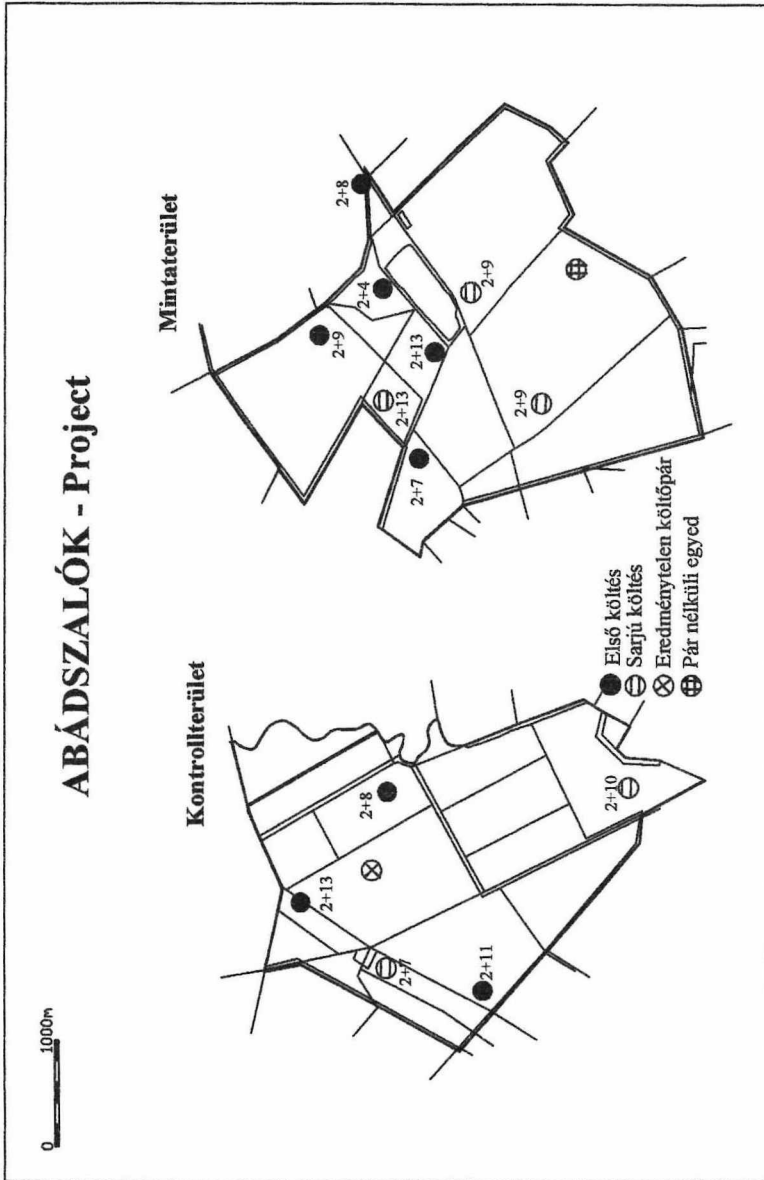 ABÁDSZALÓK - Project
0 1000m
Kontrollterület
2+13
2+8
2+7
2+11
2+10
Mintaterület
2+8
2+9
2+4
2+13
2+13
2+9
2+7
2+9
Első költés
Sarjú költés
Eredménytelen költőpár
Pár nélküli egyed